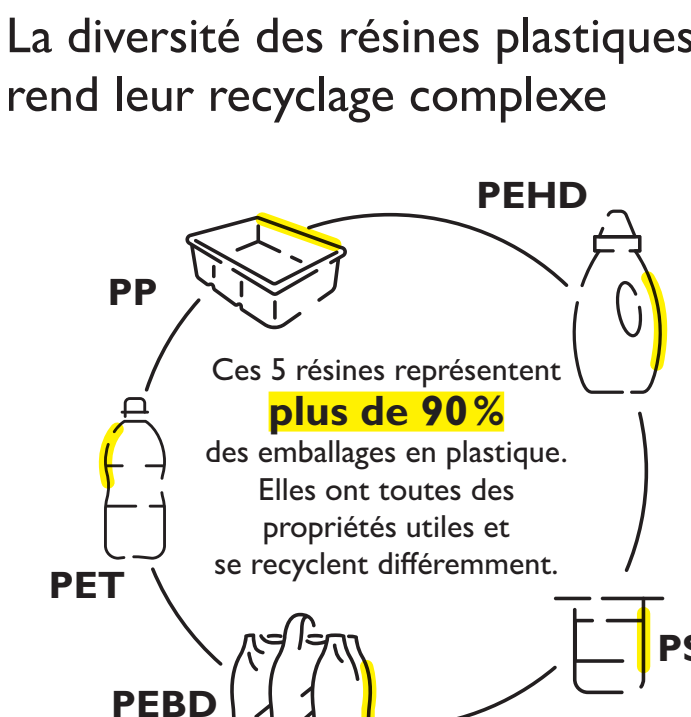 La diversité des résines plastiques
rend leur recyclage complexe
PEHD
PP
Ces 5 résines représentent
plus de 90 %
des emballages en plastique.
Elles ont toutes des
propriétés utiles et
se recyclent différemment.
PET
PS
PEBD